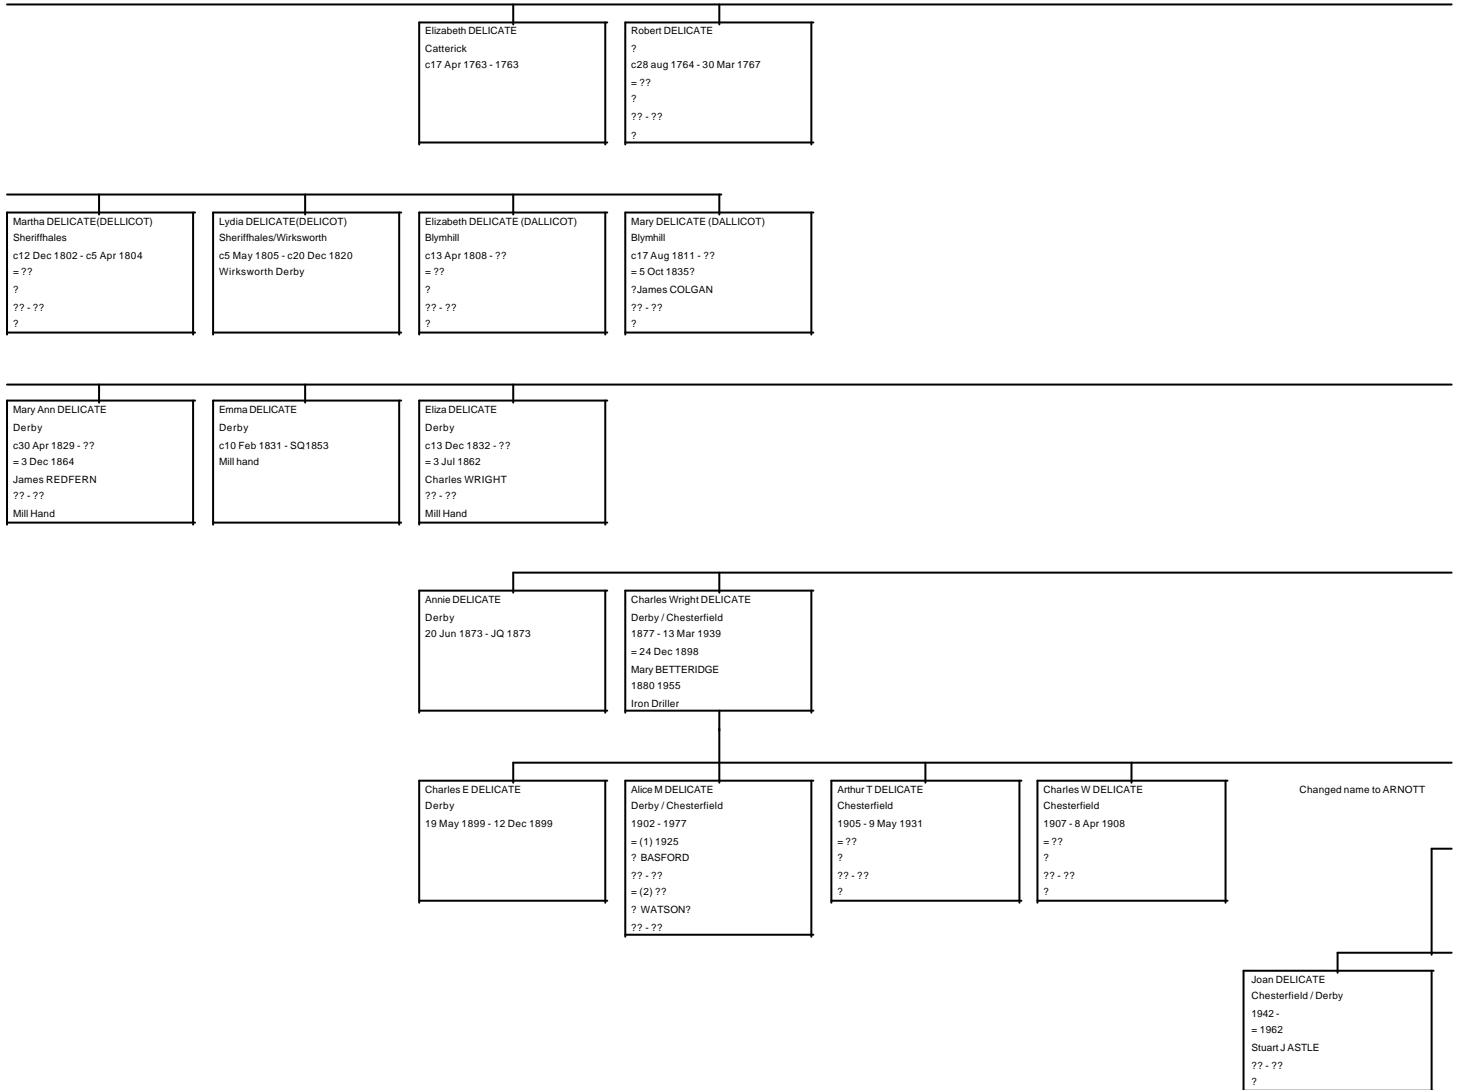 Elizabeth DELICATE
Catterick
c17 Apr 1763 - 1763
Robert DELICATE
?
c28 aug 1764 - 30 Mar 1767
= ??
?
?? - ??
?
Martha DELICATE(DELLICOT)
Sheriffhales
c12 Dec 1802 - c5 Apr 1804
= ??
?
?? - ??
?
Lydia DELICATE(DELICOT)
Sheriffhales/Wirksworth
c5 May 1805 - c20 Dec 1820
Wirksworth Derby
Elizabeth DELICATE (DALLICOT)
Blymhill
c13 Apr 1808 - ??
= ??
?
?? - ??
?
Mary DELICATE (DALLICOT)
Blymhill
c17 Aug 1811 - ??
= 5 Oct 1835?
?James COLGAN
?? - ??
?
Mary Ann DELICATE
Derby
c30 Apr 1829 - ??
= 3 Dec 1864
James REDFERN
?? - ??
Mill Hand
Emma DELICATE
Derby
c10 Feb 1831 - SQ1853
Mill hand
Eliza DELICATE
Derby
c13 Dec 1832 - ??
= 3 Jul 1862
Charles WRIGHT
?? - ??
Mill Hand
Annie DELICATE
Derby
20 Jun 1873 - JQ 1873
Charles Wright DELICATE
Derby / Chesterfield
1877 - 13 Mar 1939
= 24 Dec 1898
Mary BETTERIDGE
1880 1955
Iron Driller
Charles E DELICATE
Derby
19 May 1899 - 12 Dec 1899
Alice M DELICATE
Derby / Chesterfield
1902 - 1977
= (1) 1925
? BASFORD
?? - ??
= (2) ??
? WATSON?
?? - ??
Arthur T DELICATE
Chesterfield
1905 - 9 May 1931
= ??
?
?? - ??
?
Charles W DELICATE
Chesterfield
1907 - 8 Apr 1908
= ??
?
?? - ??
?
Changed name to ARNOTT
Joan DELICATE
Chesterfield / Derby
1942 -
= 1962
Stuart J ASTLE
?? - ??
?